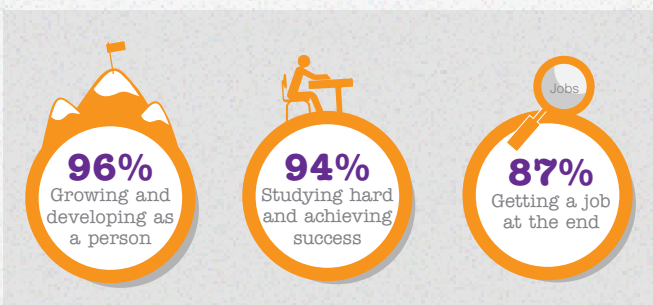 96%
Growing and
developing as
a person
94%
Studying hard
and achieving
success
Jobs
87%
Getting a job
at the end